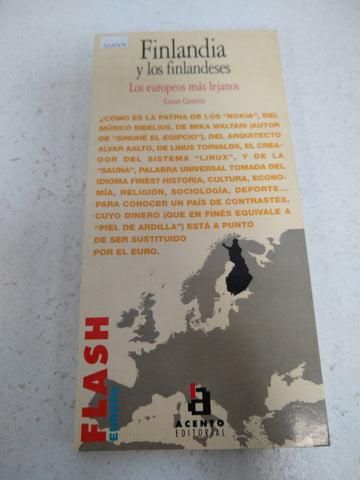 Finlandia
y los finlandeses
Los europeos más lejanos
¿CÓMO ES LA PATRIA DE LOS "NOKIA", DEL
MÚSICO SIBELIUS, DE MIKA WALTARI (AUTOR
DE "SINUHÉ EL EGIPCIO"), DEL ARQUITECTO
ALVAR AALTO, DE LINUS TORVALDS, EL CREA-
DOR DEL SISTEMA "LINUX", Y DE LA
"SAUNA", PALABRA UNIVERSAL TOMADA DEL
IDIOMA FINÉS? HISTORIA, CULTURA, ECONO-
MÍA, RELIGIÓN, SOCIOLOGÍA, DEPORTE...
PARA CONOCER UN PAÍS DE CONTRASTES,
CUYO DINERO (QUE EN FINÉS EQUIVALE A
"PIEL DE ARDILLA") ESTÁ A PUNTO
DE SER SUSTITUIDO
POR EL EURO.
FLASH
EUROPE
ACENTO
EDITORIAL